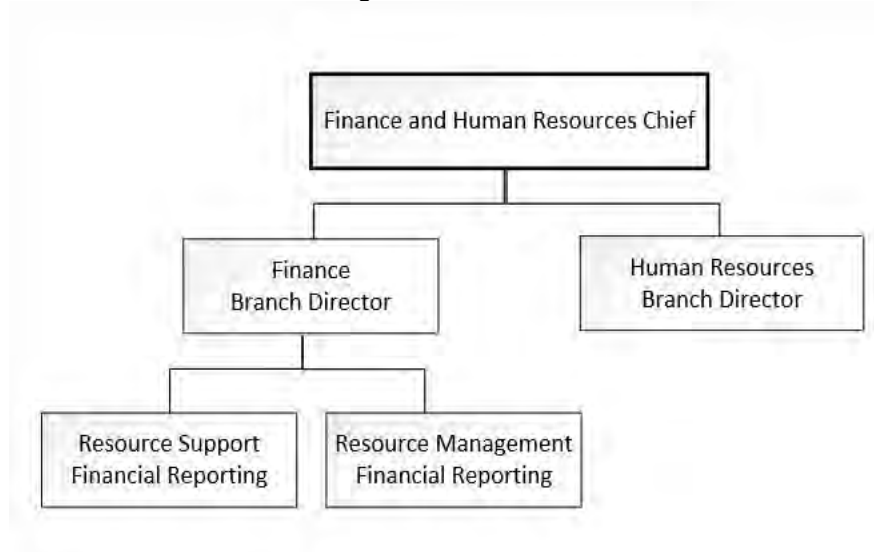 Finance and Human Resources Chief
Finance
Branch Director
Human Resources
Branch Director
Resource Support
Financial Reporting
Resource Management
Financial Reporting